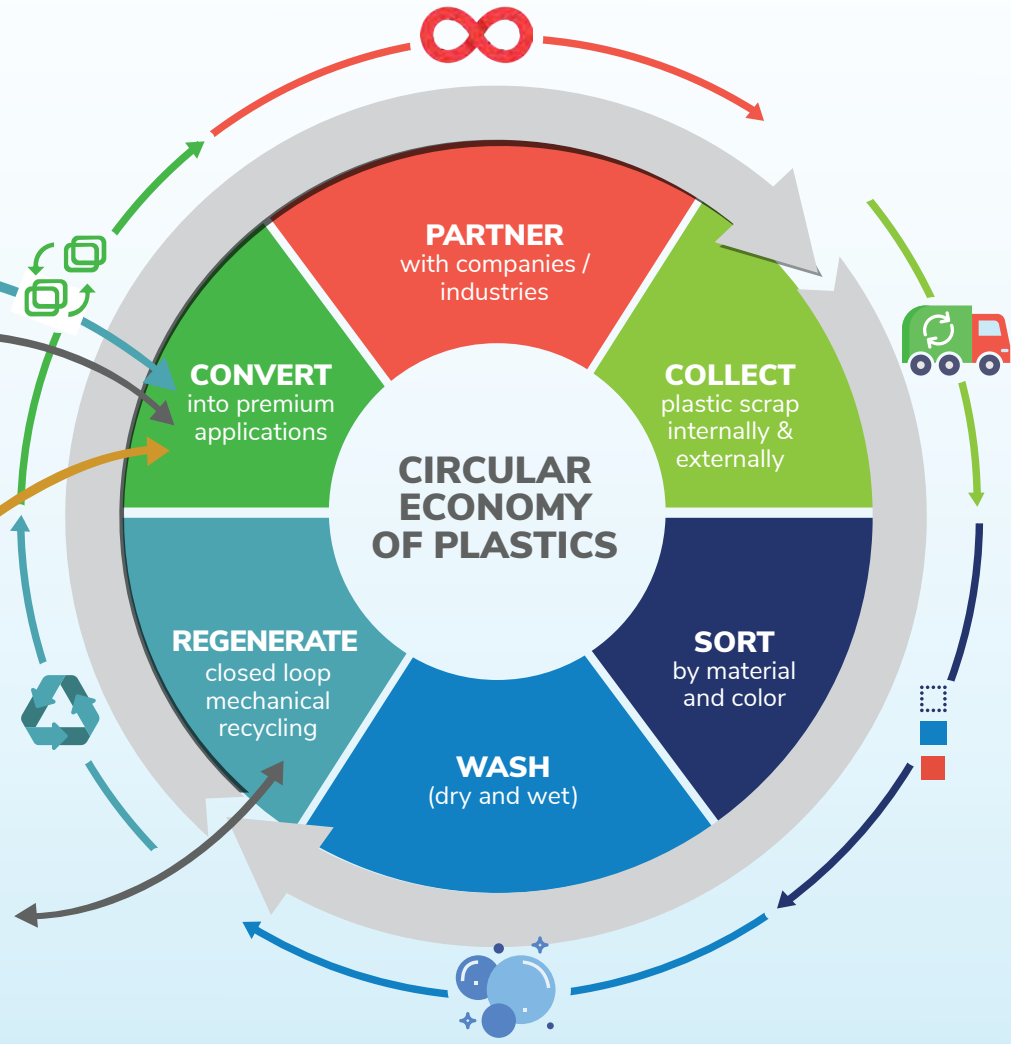 PARTNER
with companies /
industries
COLLECT
plastic scrap
internally &
externally
SORT
by material
and color
WASH
(dry and wet)
REGENERATE
closed loop
mechanical
recycling
CONVERT
into premium
applications
CIRCULAR
ECONOMY
OF PLASTICS